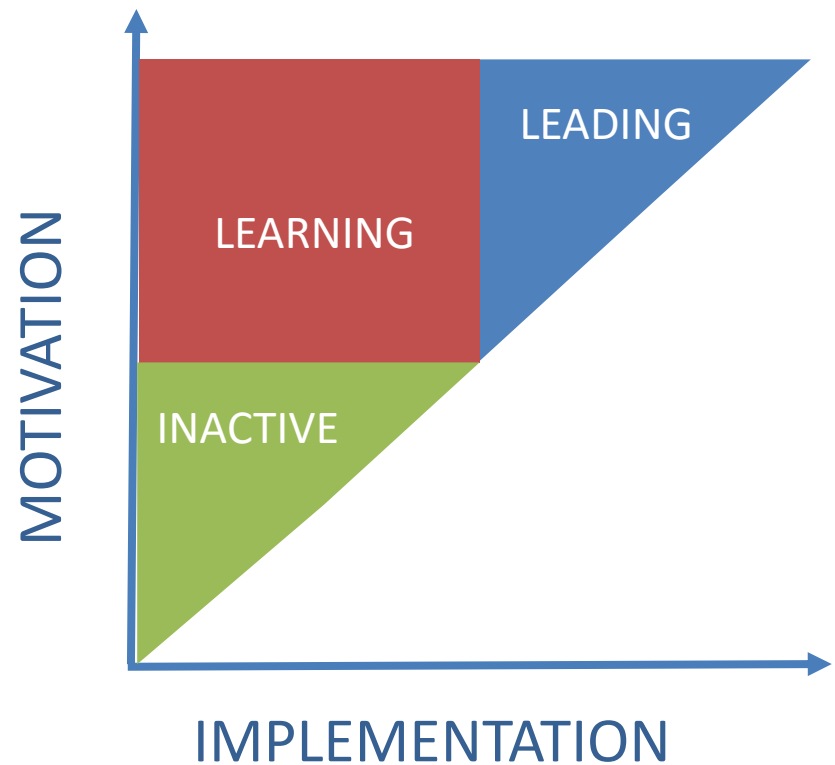 LEADING
LEARNING
INACTIVE
MOTIVATION
IMPLEMENTATION